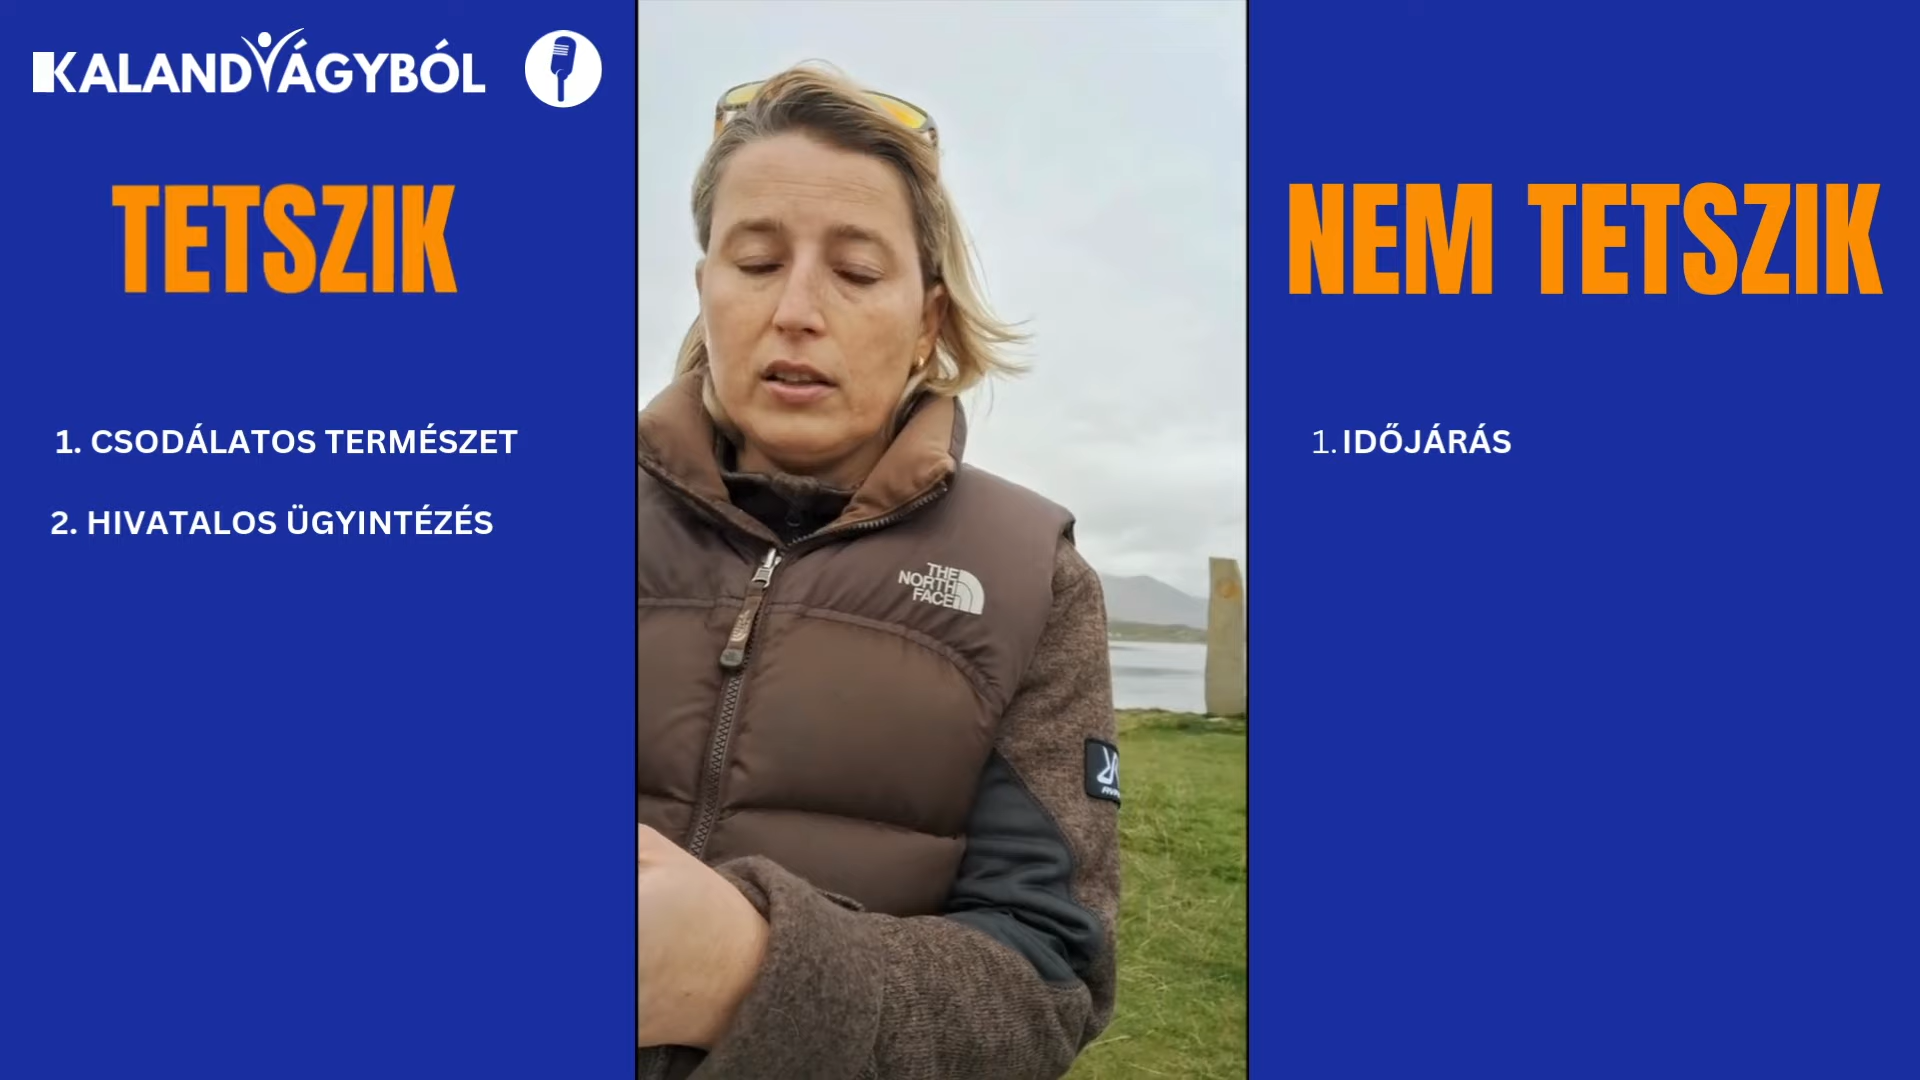 KALANDVÁGYBÓL
TETSZIK
1. CSODÁLATOS TERMÉSZET
2. HIVATALOS ÜGYINTÉZÉS
THE
NORTH
FACE
NEM TETSZIK
1. IDŐJÁRÁS